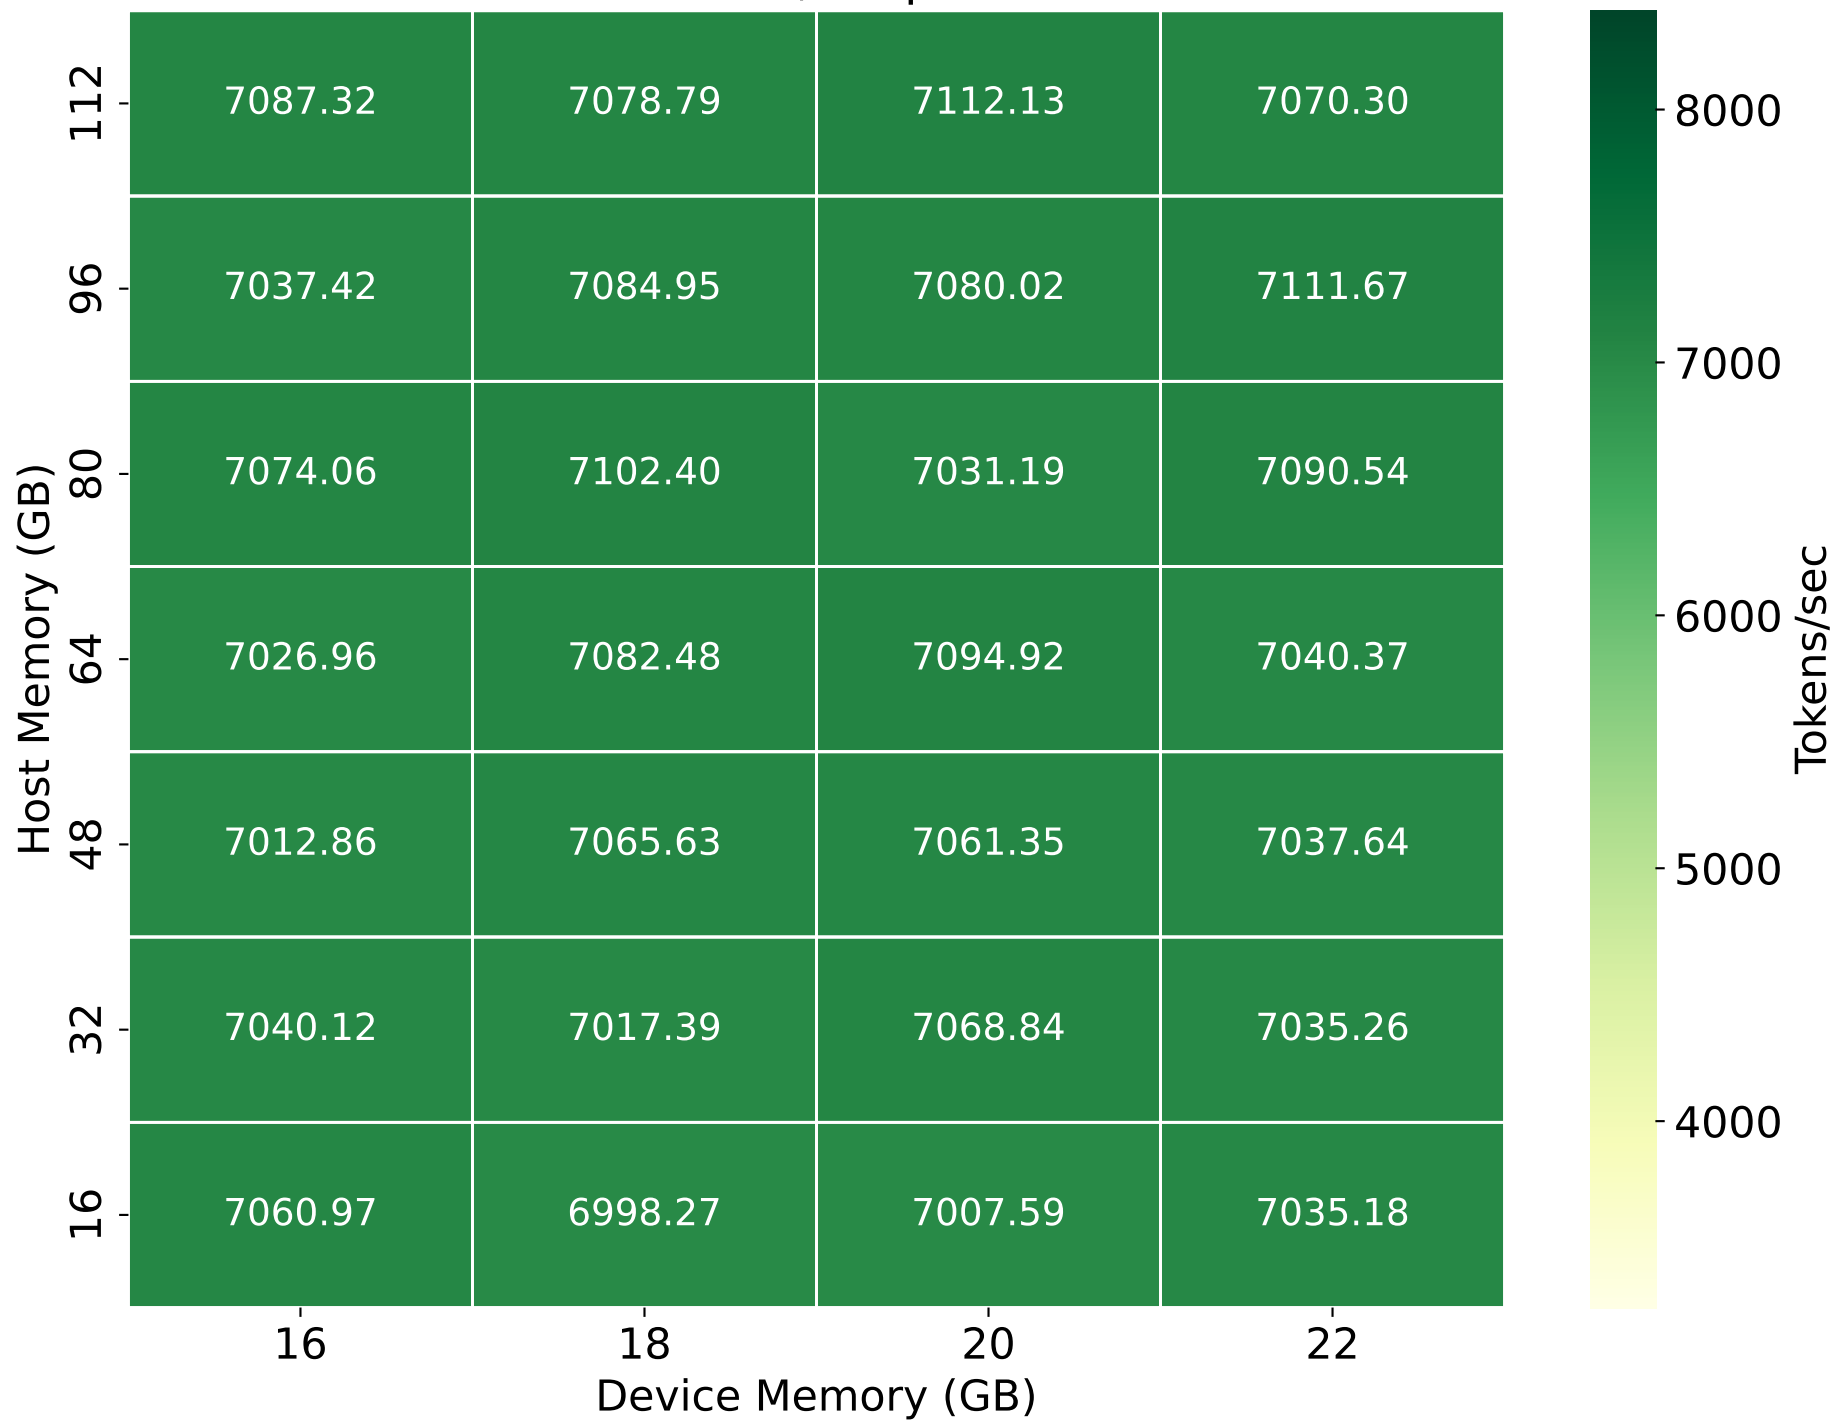 112 7087.32 7078.79 7112.13 7070.30
96 7037.42 7084.95 7080.02 7111.67
80 7074.06 7102.40 7031.19 7090.54
64 7026.96 7082.48 7094.92 7040.37
48 7012.86 7065.63 7061.35 7037.64
32 7040.12 7017.39 7068.84 7035.26
16 7060.97 6998.27 7007.59 7035.18
Host Memory (GB)
16 18 20 22
Device Memory (GB)
8000
7000
6000
5000
4000
Tokens/sec